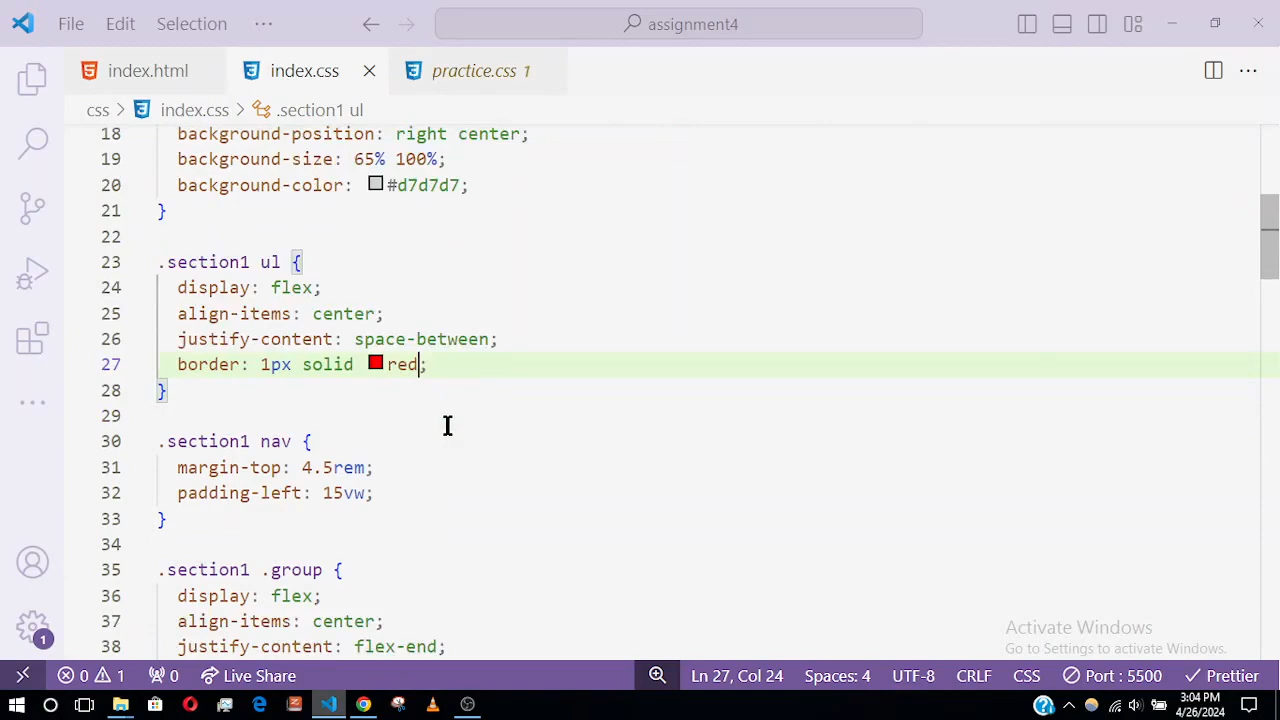 File Edit Selection ··· assignment4
index.html index.css practice.css 1 ···
css > index.css > .section1 ul
18 background-position: right center;
19 background-size: 65% 100%;
20 background-color: #d7d7d7;
21 }
22
23 .section1 ul {
24 display: flex;
25 align-items: center;
26 justify-content: space-between;
27 border: 1px solid red;
28 }
29
30 .section1 nav {
31 margin-top: 4.5rem;
32 padding-left: 15vw;
33 }
34
35 .section1 .group {
36 display: flex;
37 align-items: center;
38 justify-content: flex-end;
Activate Windows
Go to Settings to activate Windows.
1
0 1 0 Live Share Ln 27, Col 24 Spaces: 4 UTF-8 CRLF CSS Port : 5500 Prettier
3:04 PM
4/26/2024